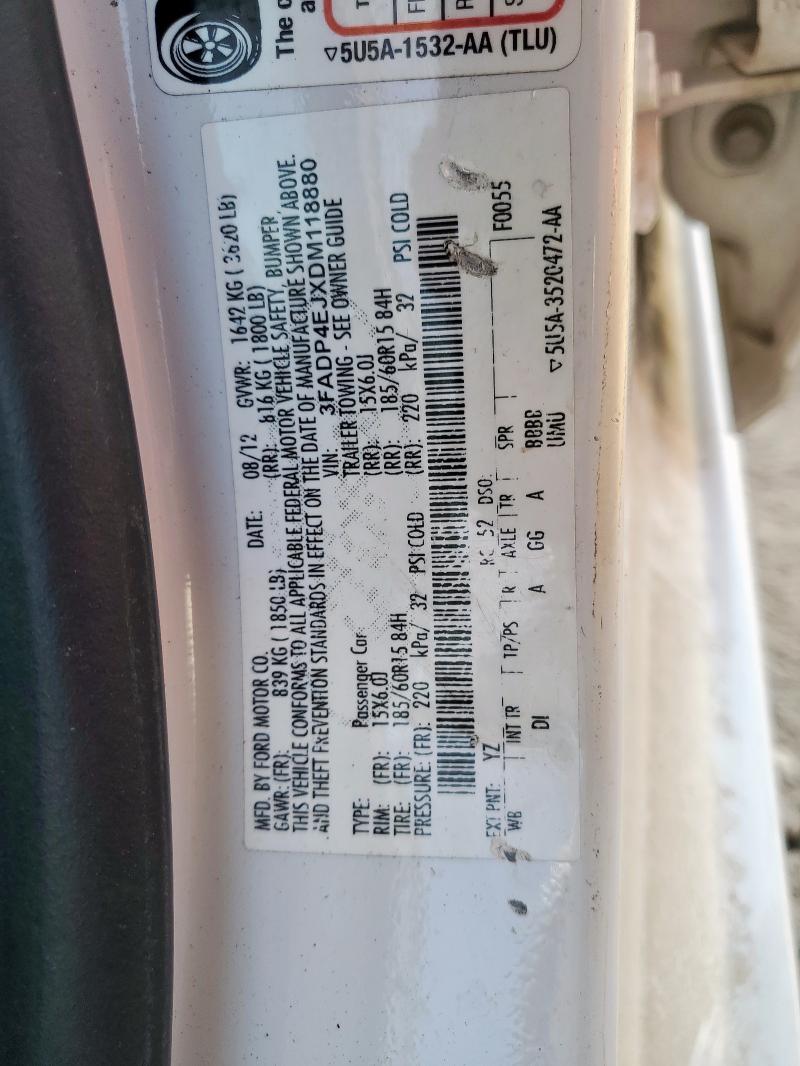 The c
a
5U5A-1532-AA (TLU)
MFD. BY FORD MOTOR CO. DATE: 08/12 GVWR: 1642 KG ( 3620 LB)
GAWR: (FR): 839 KG ( 1850 LB) (RR): 816 KG ( 1800 LB)
THIS VEHICLE CONFORMS TO ALL APPLICABLE FEDERAL MOTOR VEHICLE SAFETY, BUMPER,
AND THEFT PREVENTION STANDARDS IN EFFECT ON THE DATE OF MANUFACTURE SHOWN ABOVE.
VIN: 3FADP4EJXDM118880
TYPE: Passenger Car TRAILER TOWING - SEE OWNER GUIDE
RIM: (FR): 15X6.0J (RR): 15X6.0J
TIRE: (FR): 185/60R15 84H (RR): 185/60R15 84H
PRESSURE: (FR): 220 kPa/ 32 PSI COLD (RR): 220 kPa/ 32 PSI COLD
EXT PNT: YZ RC: 52 DSO: F0055
WB INT TR TP/PS R AXLE TR SPR
DI A GG A BBBC
UMU
5U5A-3520472-AA